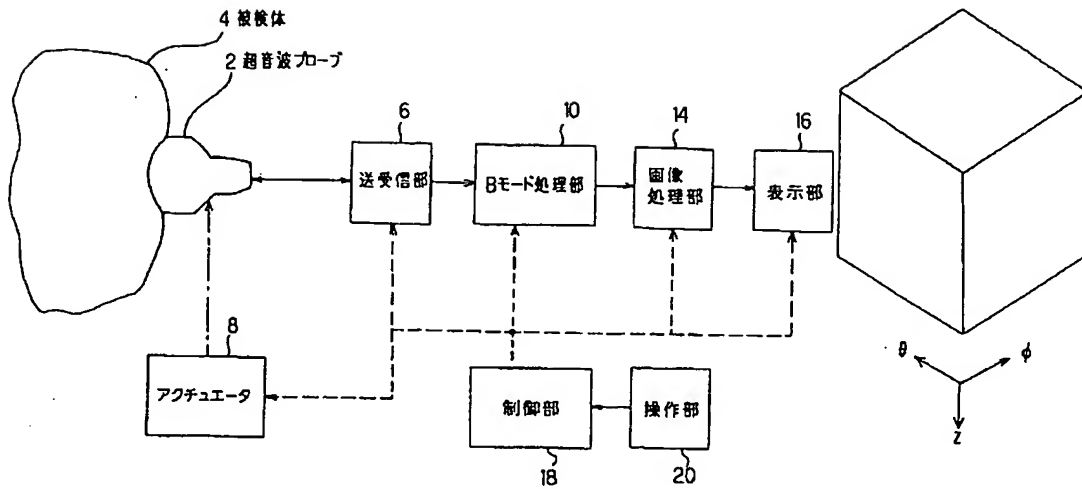 4 被検体
2 超音波プローブ
6
送受信部
10
Bモード処理部
14
画像
処理部
16
表示部
8
アクチュエータ
制御部
18
操作部
20
θ
φ
z